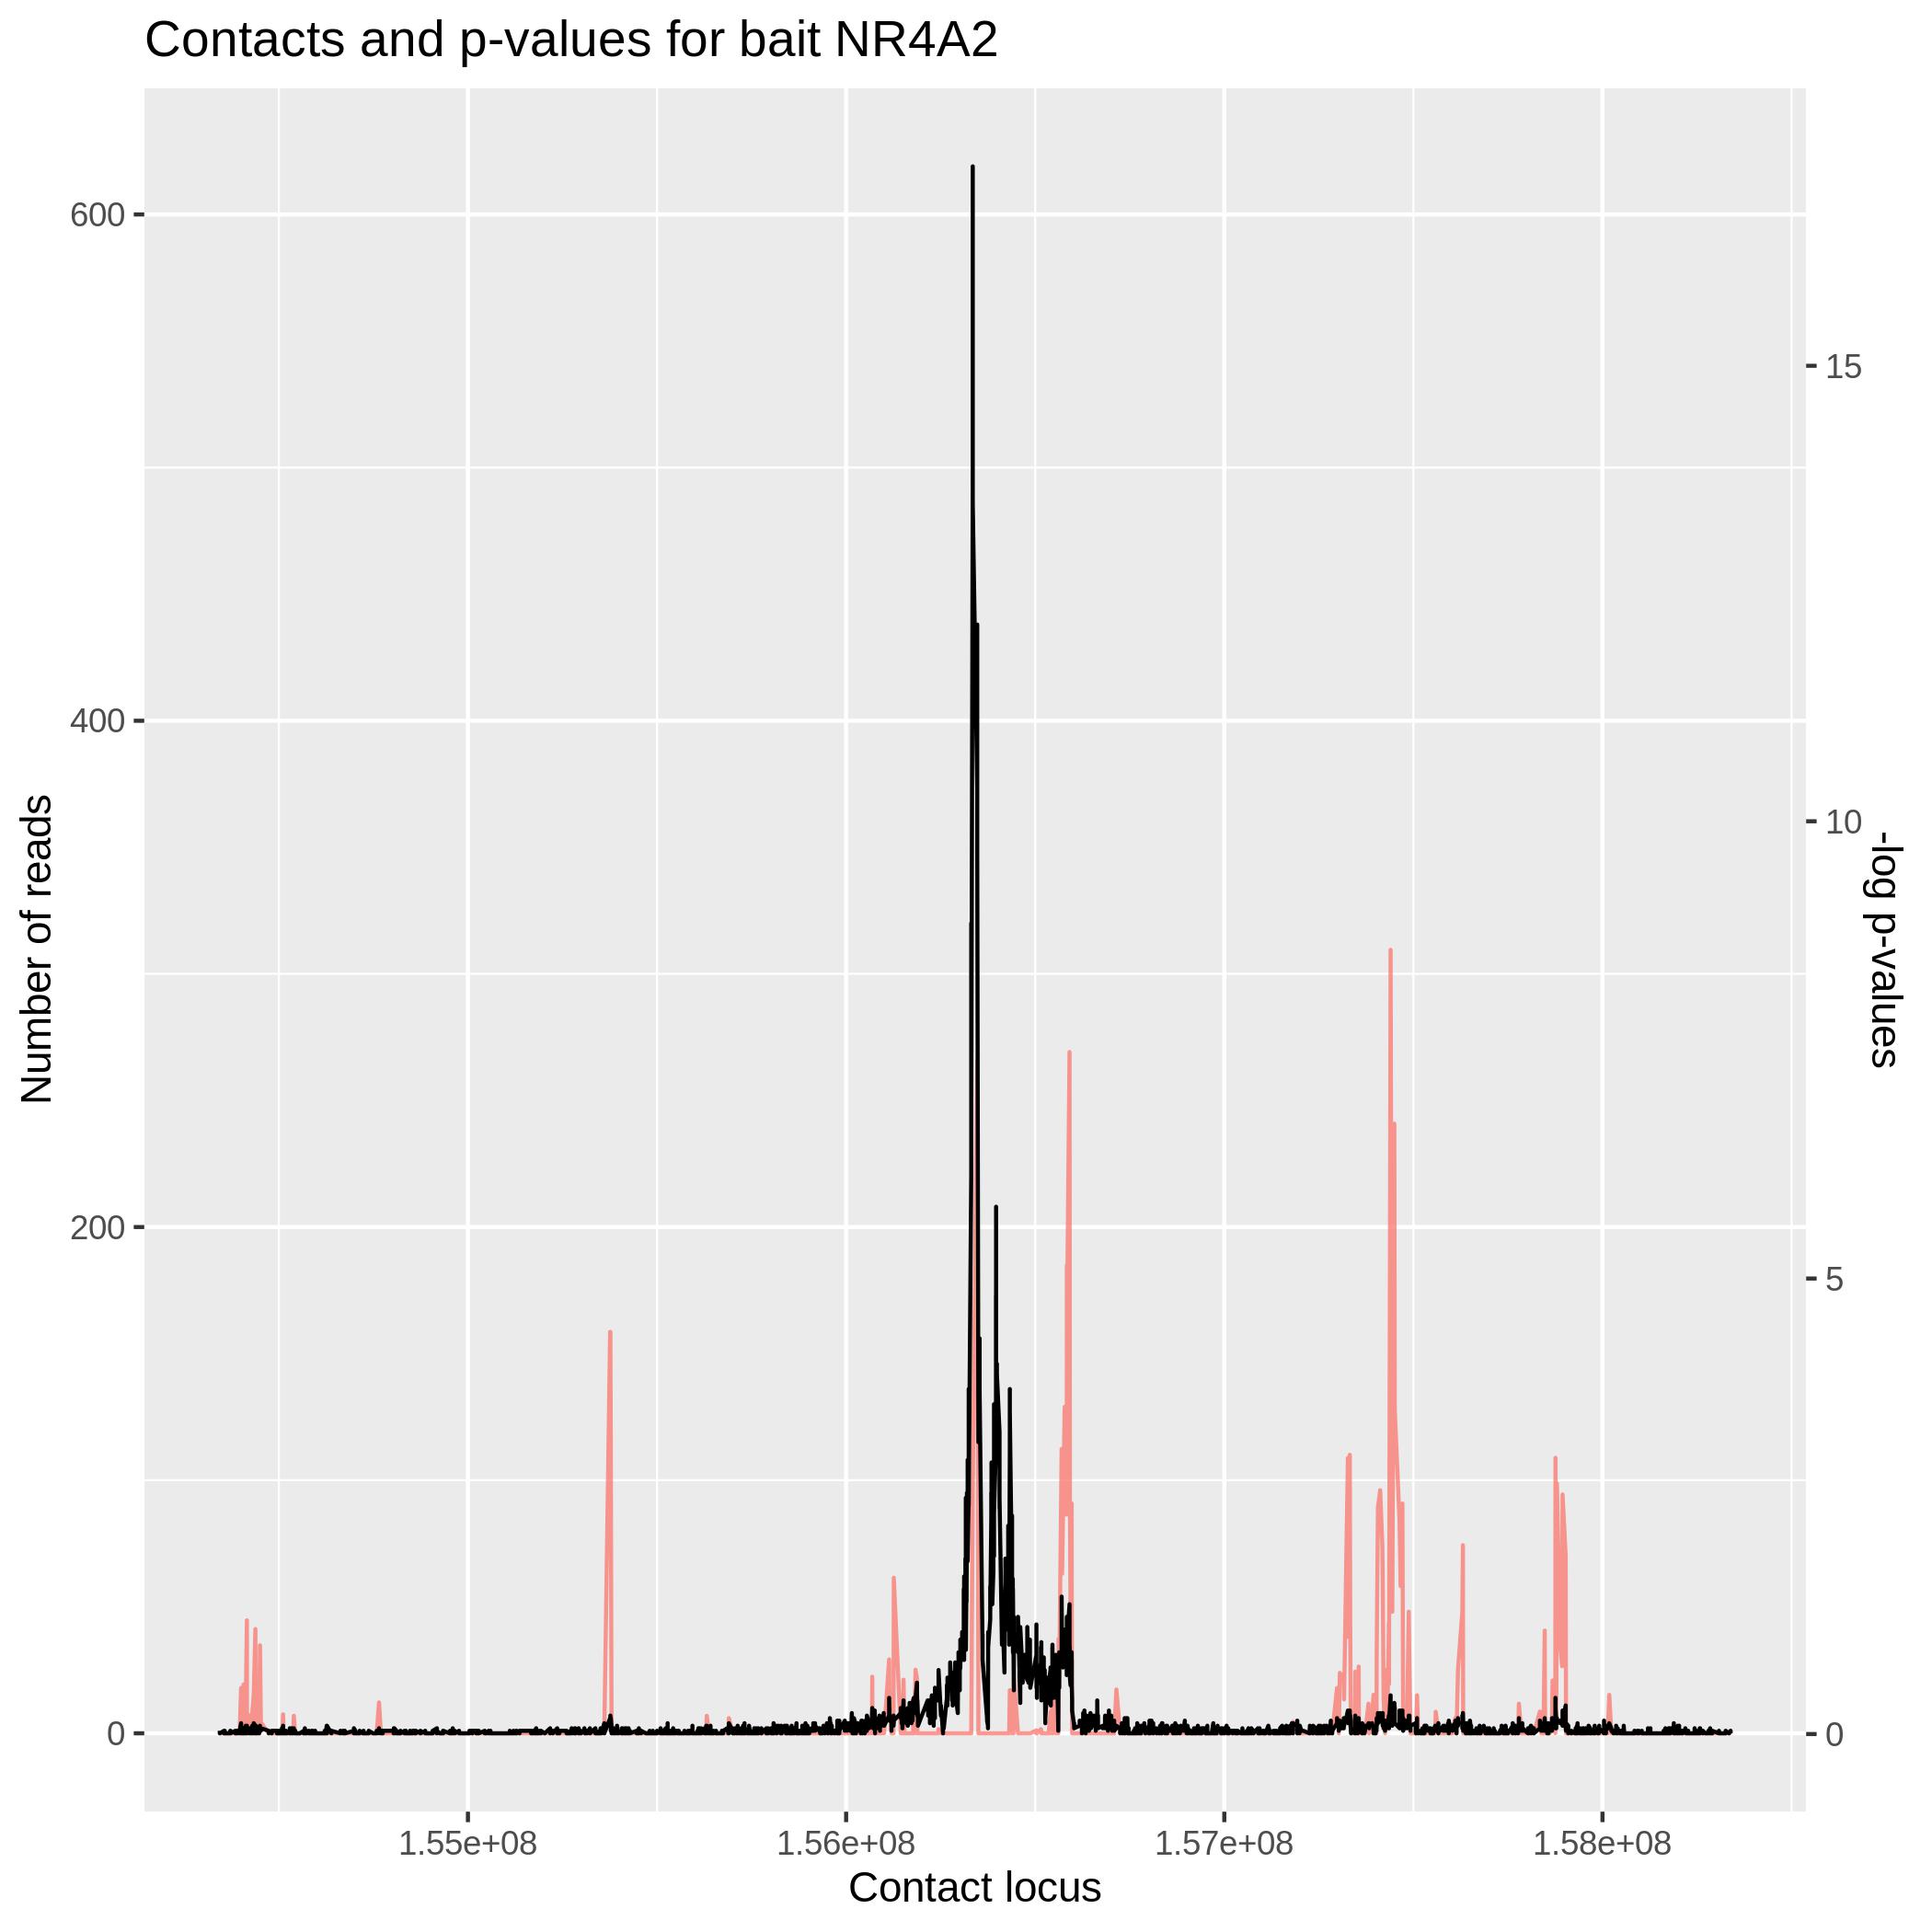 Contacts and p-values for bait NR4A2
600
400
200
0
Number of reads
15
10
5
0
-log p-values
1.55e+08
1.56e+08
1.57e+08
1.58e+08
Contact locus